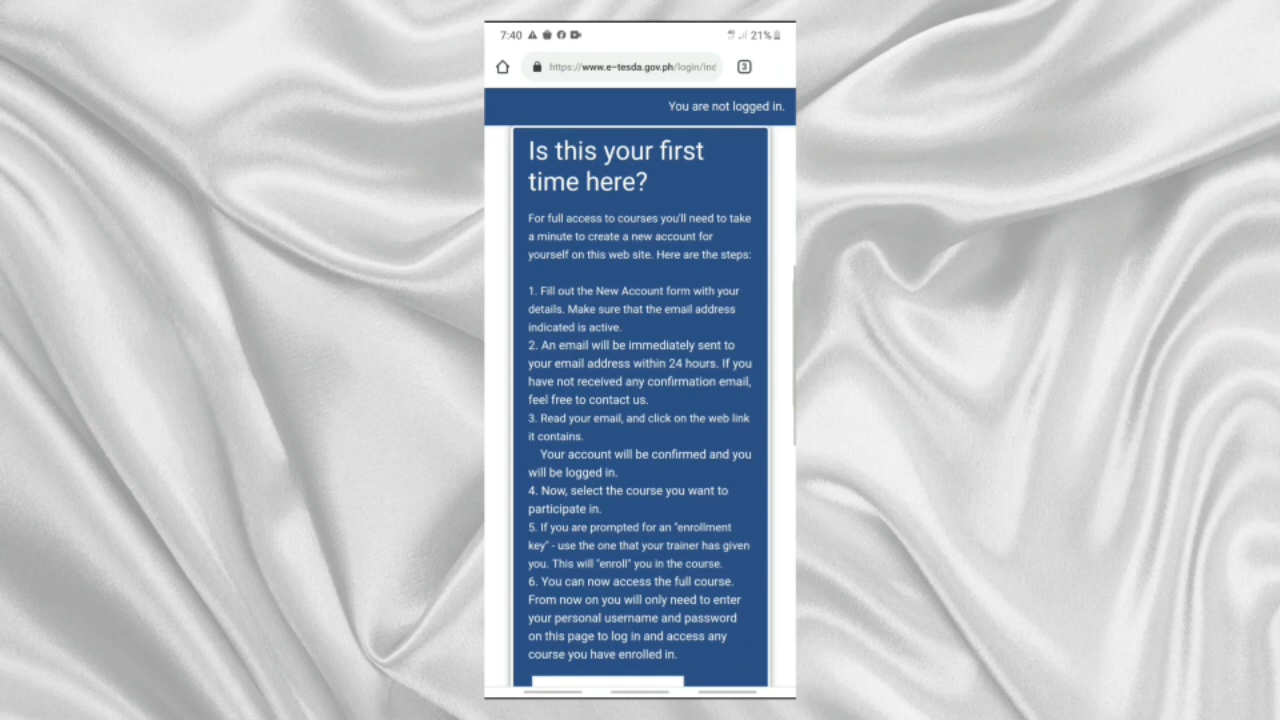 7:40
21%
https://www.e-tesda.gov.ph/login/ind
3
You are not logged in.
Is this your first
time here?
For full access to courses you'll need to take
a minute to create a new account for
yourself on this web site. Here are the steps:
1. Fill out the New Account form with your
details. Make sure that the email address
indicated is active.
2. An email will be immediately sent to
your email address within 24 hours. If you
have not received any confirmation email,
feel free to contact us.
3. Read your email, and click on the web link
it contains.
Your account will be confirmed and you
will be logged in.
4. Now, select the course you want to
participate in.
5. If you are prompted for an "enrollment
key" - use the one that your trainer has given
you. This will "enroll" you in the course.
6. You can now access the full course.
From now on you will only need to enter
your personal username and password
on this page to log in and access any
course you have enrolled in.